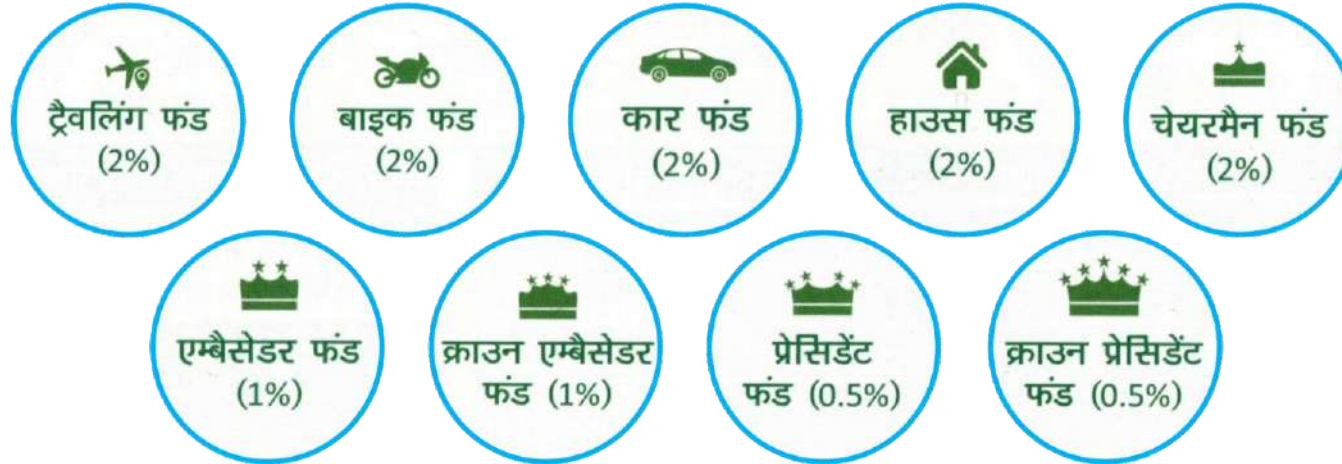 ट्रैवलिंग फंड
(2%)
बाइक फंड
(2%)
कार फंड
(2%)
हाउस फंड
(2%)
चेयरमैन फंड
(2%)
एम्बैसेडर फंड
(1%)
क्राउन एम्बैसेडर
फंड (1%)
प्रेसिडेंट
फंड (0.5%)
क्राउन प्रेसिडेंट
फंड (0.5%)